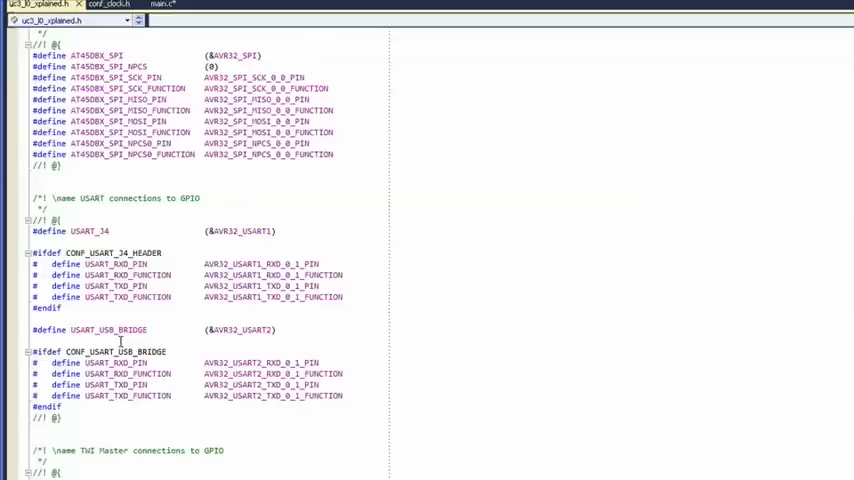 uc3_l0_xplained.h conf_clock.h main.c*
uc3_l0_xplained.h
*/
//! @{
#define AT45DBX_SPI (&AVR32_SPI)
#define AT45DBX_SPI_NPCS (0)
#define AT45DBX_SPI_SCK_PIN AVR32_SPI_SCK_0_0_PIN
#define AT45DBX_SPI_SCK_FUNCTION AVR32_SPI_SCK_0_0_FUNCTION
#define AT45DBX_SPI_MISO_PIN AVR32_SPI_MISO_0_0_PIN
#define AT45DBX_SPI_MISO_FUNCTION AVR32_SPI_MISO_0_0_FUNCTION
#define AT45DBX_SPI_MOSI_PIN AVR32_SPI_MOSI_0_0_PIN
#define AT45DBX_SPI_MOSI_FUNCTION AVR32_SPI_MOSI_0_0_FUNCTION
#define AT45DBX_SPI_NPCS0_PIN AVR32_SPI_NPCS_0_0_PIN
#define AT45DBX_SPI_NPCS0_FUNCTION AVR32_SPI_NPCS_0_0_FUNCTION
//! @}
/*! \name USART connections to GPIO
*/
//! @{
#define USART_J4 (&AVR32_USART1)
#ifdef CONF_USART_J4_HEADER
# define USART_RXD_PIN AVR32_USART1_RXD_0_1_PIN
# define USART_RXD_FUNCTION AVR32_USART1_RXD_0_1_FUNCTION
# define USART_TXD_PIN AVR32_USART1_TXD_0_1_PIN
# define USART_TXD_FUNCTION AVR32_USART1_TXD_0_1_FUNCTION
#endif
#define USART_USB_BRIDGE (&AVR32_USART2)
#ifdef CONF_USART_USB_BRIDGE
# define USART_RXD_PIN AVR32_USART2_RXD_0_1_PIN
# define USART_RXD_FUNCTION AVR32_USART2_RXD_0_1_FUNCTION
# define USART_TXD_PIN AVR32_USART2_TXD_0_1_PIN
# define USART_TXD_FUNCTION AVR32_USART2_TXD_0_1_FUNCTION
#endif
//! @}
/*! \name TWI Master connections to GPIO
*/
//! @{